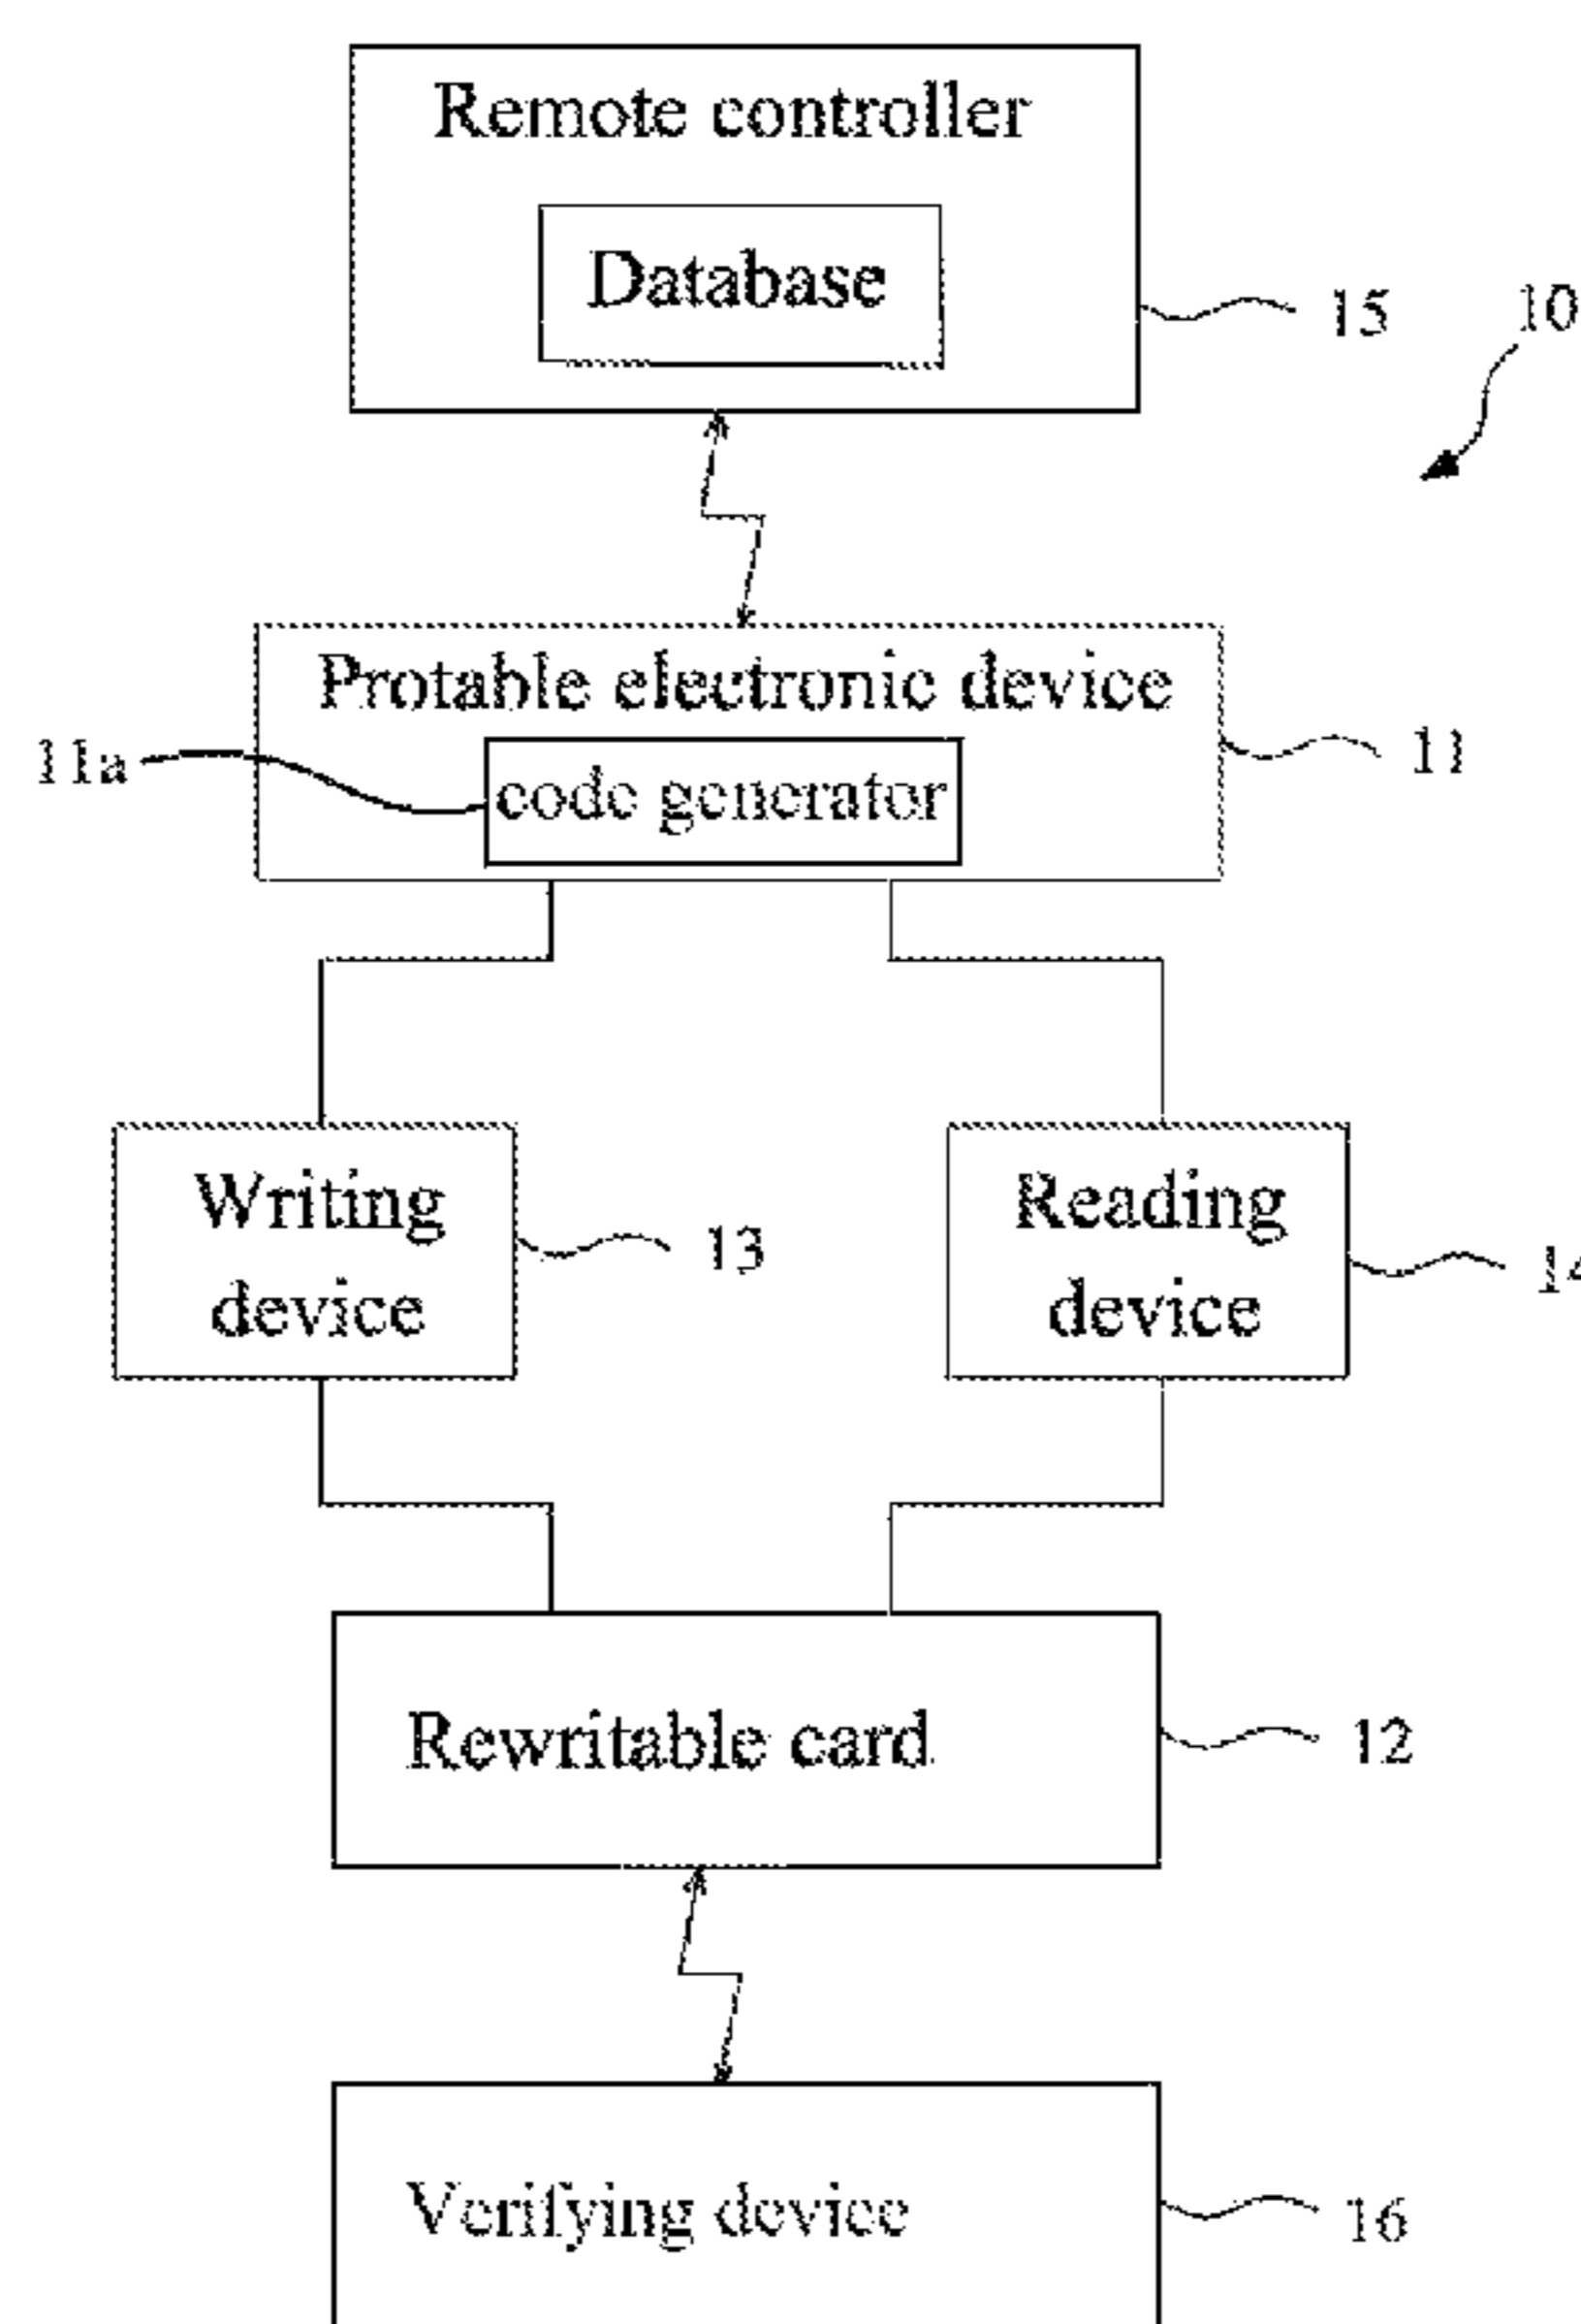 Remote controller
Database
15
10
Protable electronic device
11
11a
code generator
Writing
device
13
Reading
device
14
Rewritable card
12
Verifying device
16